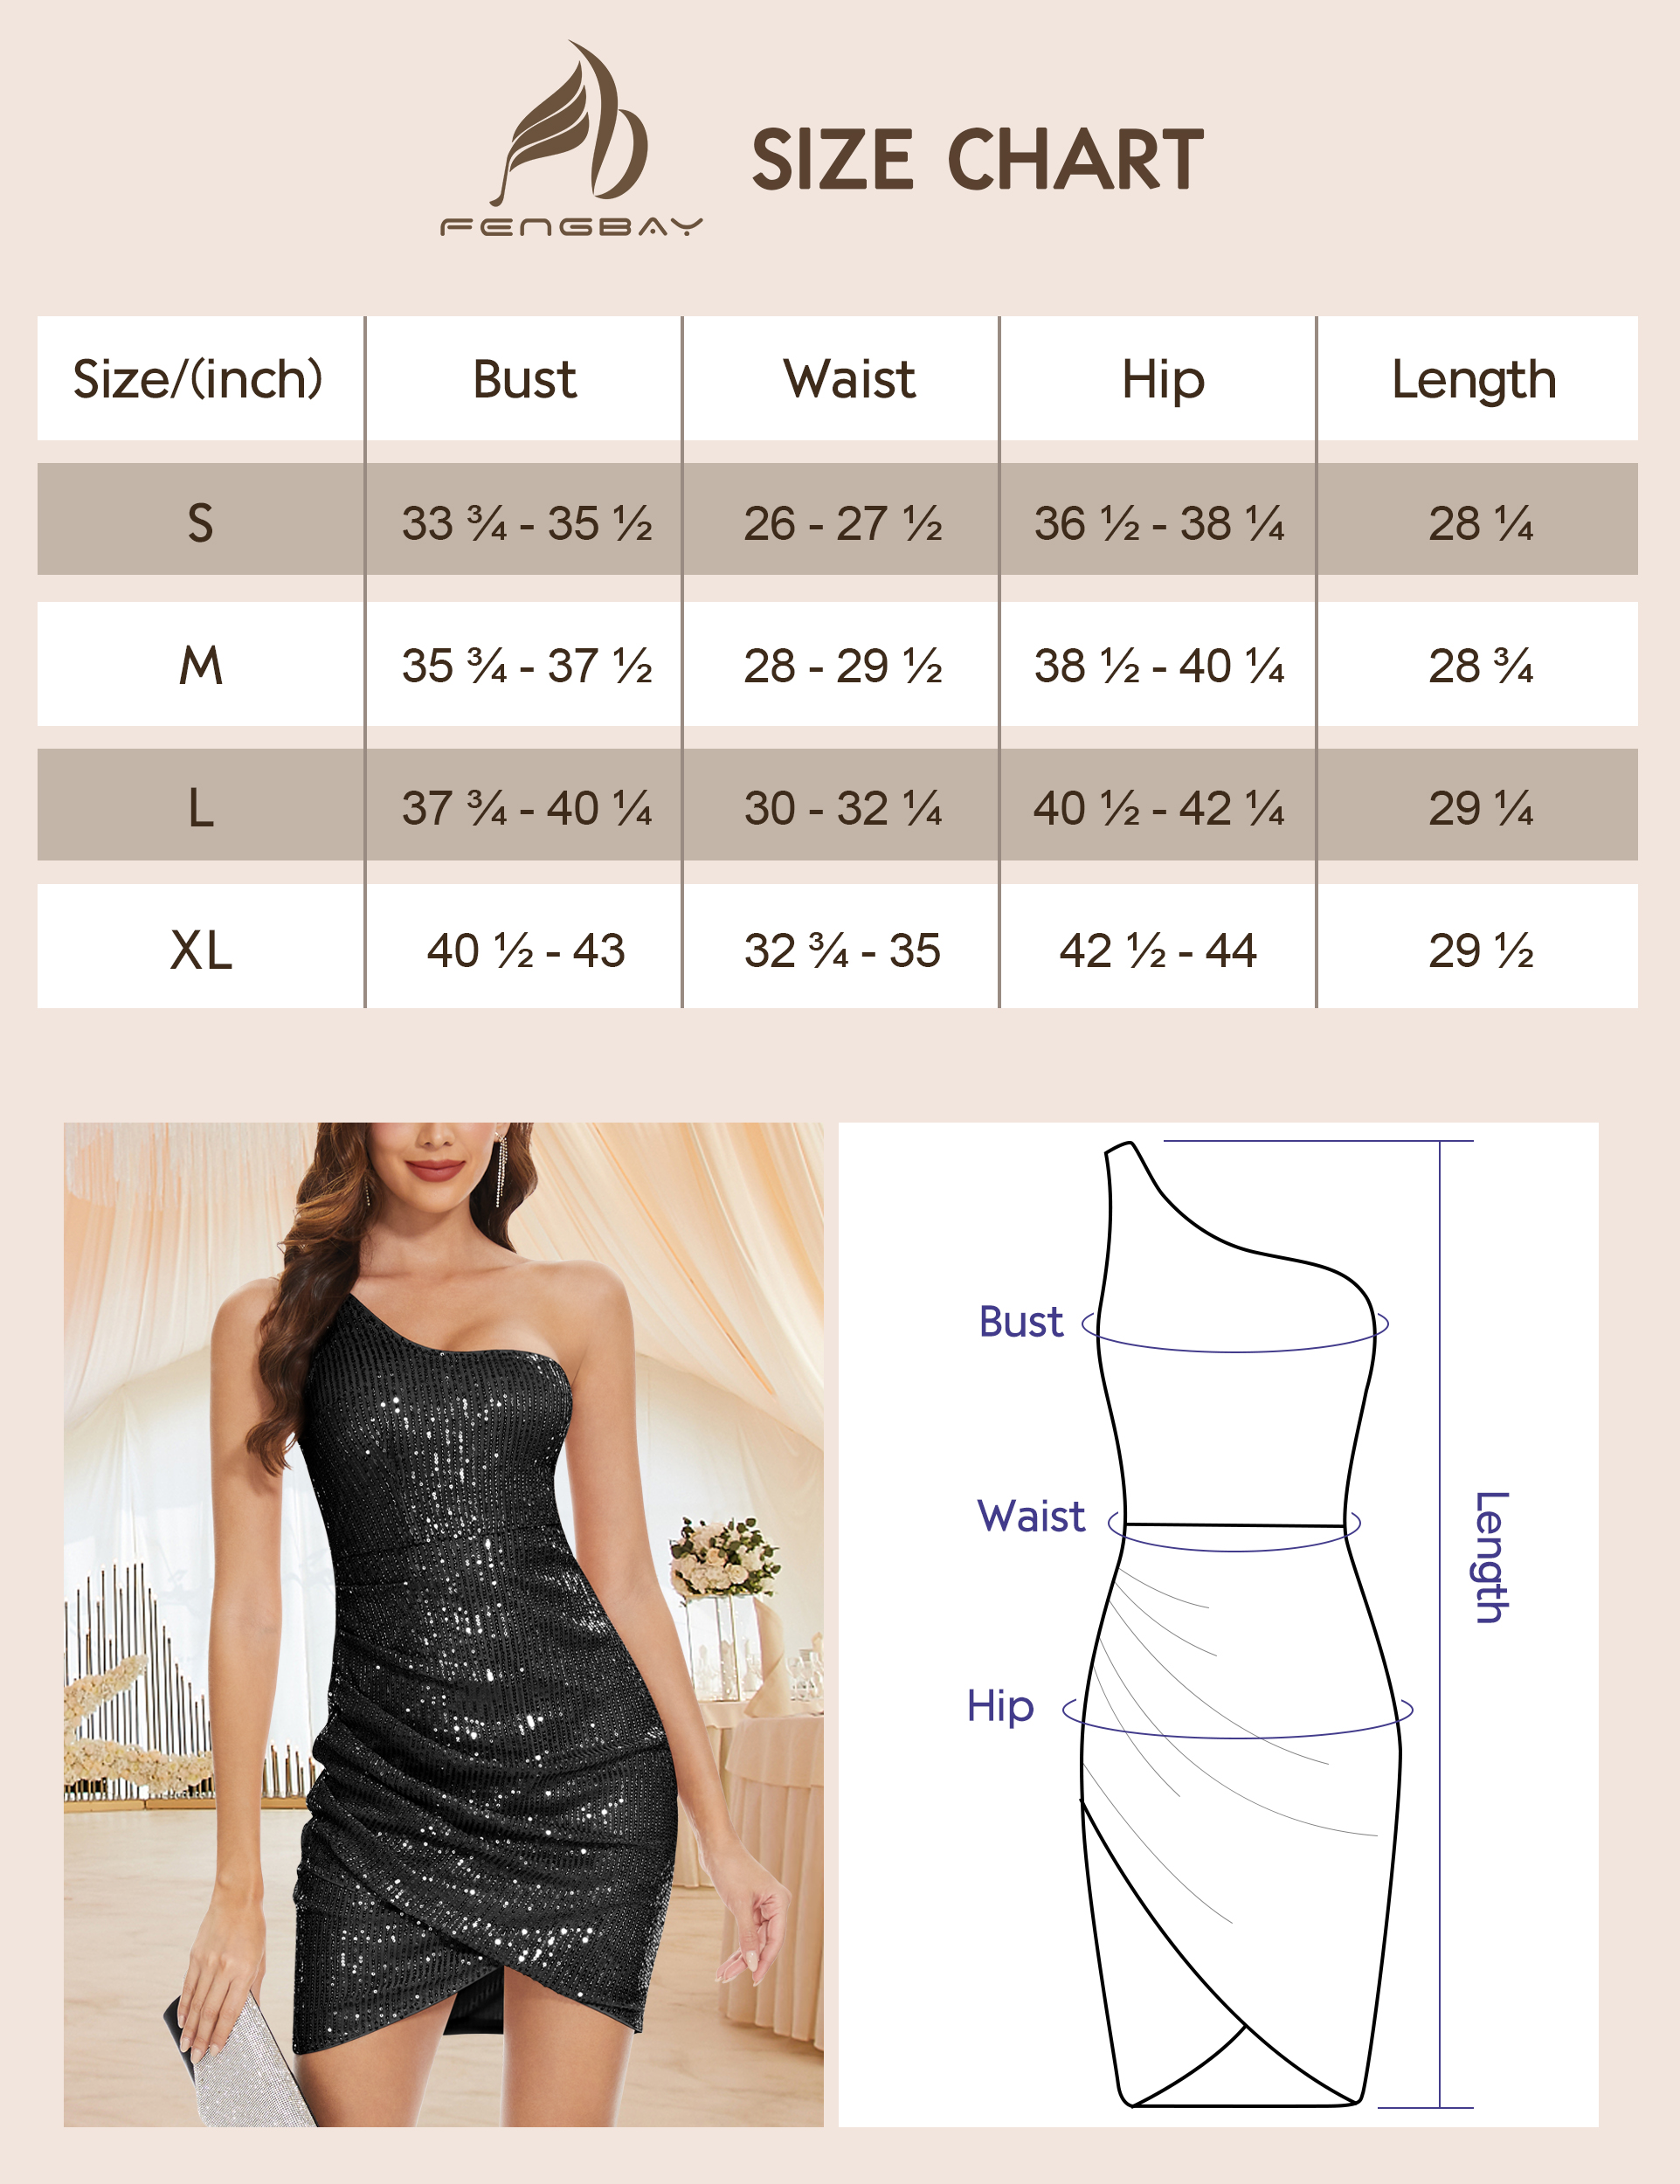 FENGBAY
SIZE CHART
Size/(inch) Bust Waist Hip Length
S 33 ¾ - 35 ½ 26 - 27 ½ 36 ½ - 38 ¼ 28 ¼
M 35 ¾ - 37 ½ 28 - 29 ½ 38 ½ - 40 ¼ 28 ¾
L 37 ¾ - 40 ¼ 30 - 32 ¼ 40 ½ - 42 ¼ 29 ¼
XL 40 ½ - 43 32 ¾ - 35 42 ½ - 44 29 ½
Bust
Waist
Hip
Length